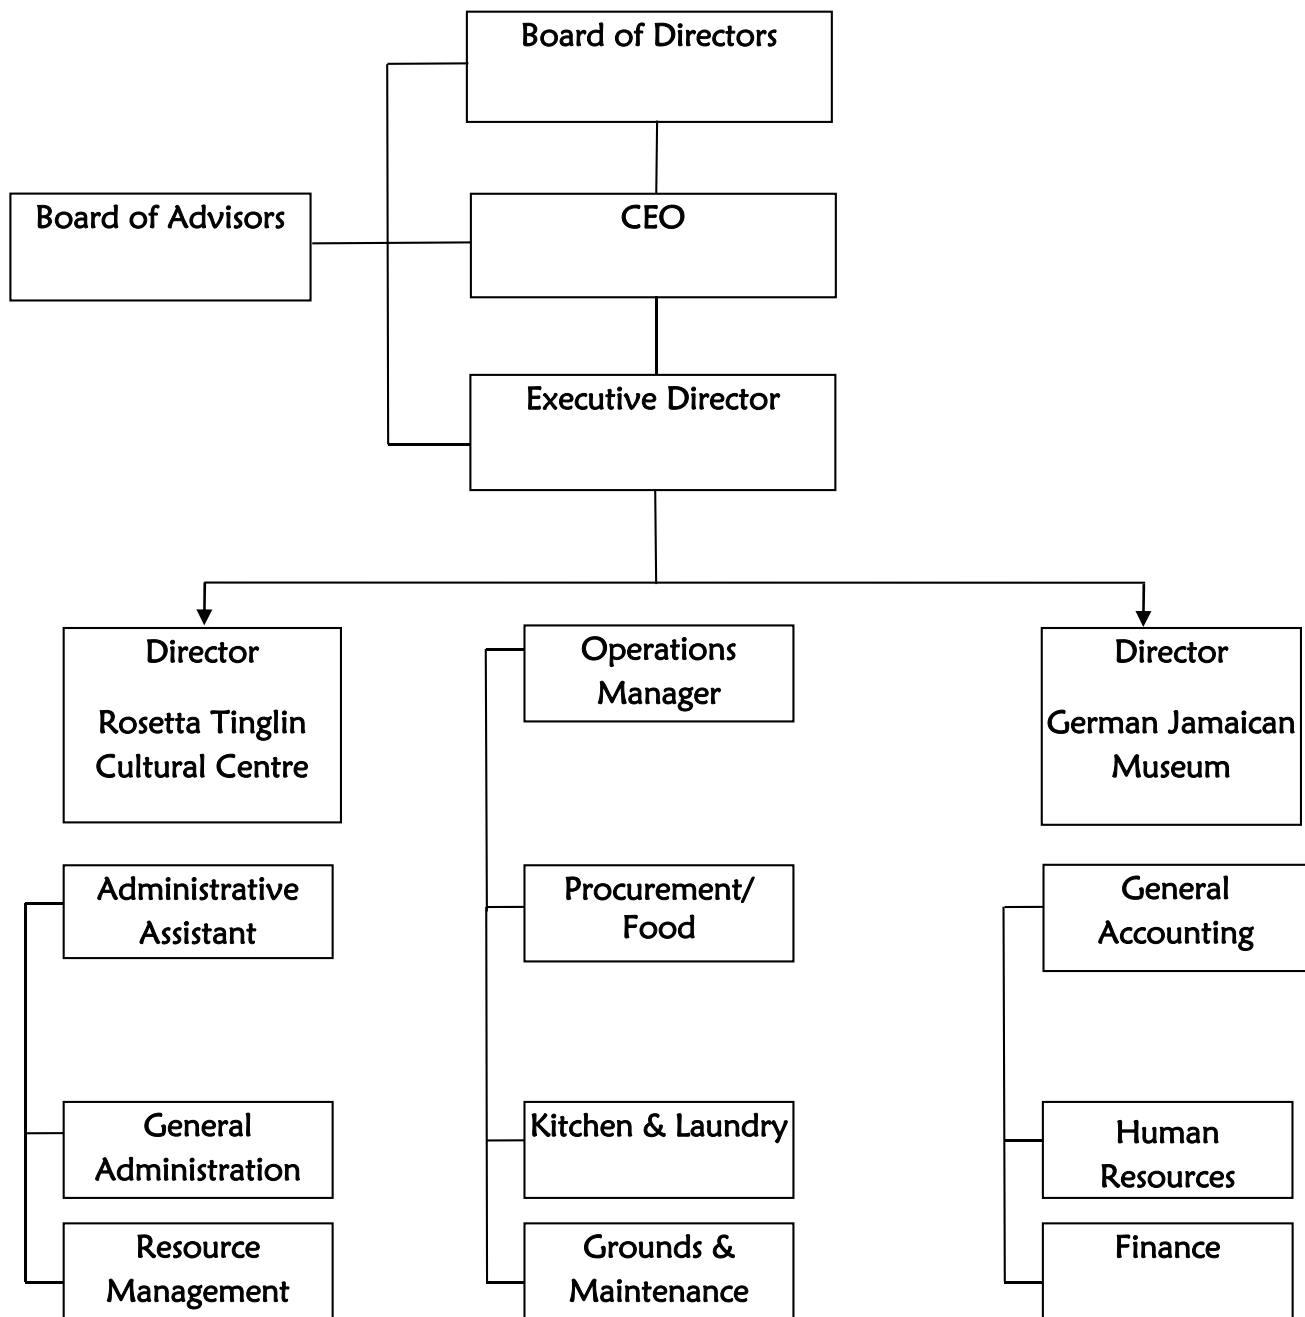 Board of Directors
Board of Advisors
CEO
Executive Director
Director
Rosetta Tinglin
Cultural Centre
Operations
Manager
Director
German Jamaican
Museum
Administrative
Assistant
Procurement/
Food
General
Accounting
General
Administration
Kitchen & Laundry
Human
Resources
Resource
Management
Grounds &
Maintenance
Finance